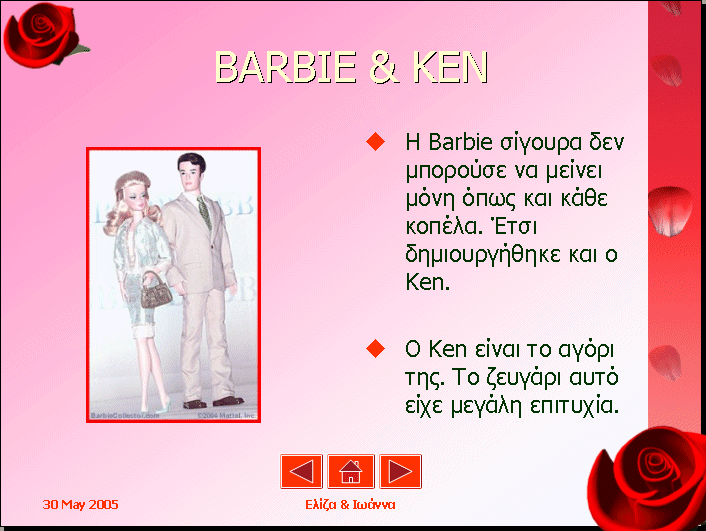 BARBIE & KEN
Η Barbie σίγουρα δεν
μπορούσε να μείνει
μόνη όπως και κάθε
κοπέλα. Έτσι
δημιουργήθηκε και ο
Ken.
Ο Ken είναι το αγόρι
της. Το ζευγάρι αυτό
είχε μεγάλη επιτυχία.
BarbieCollector.com
©2004 Mattel, Inc.
30 May 2005
Ελίζα & Ιωάννα